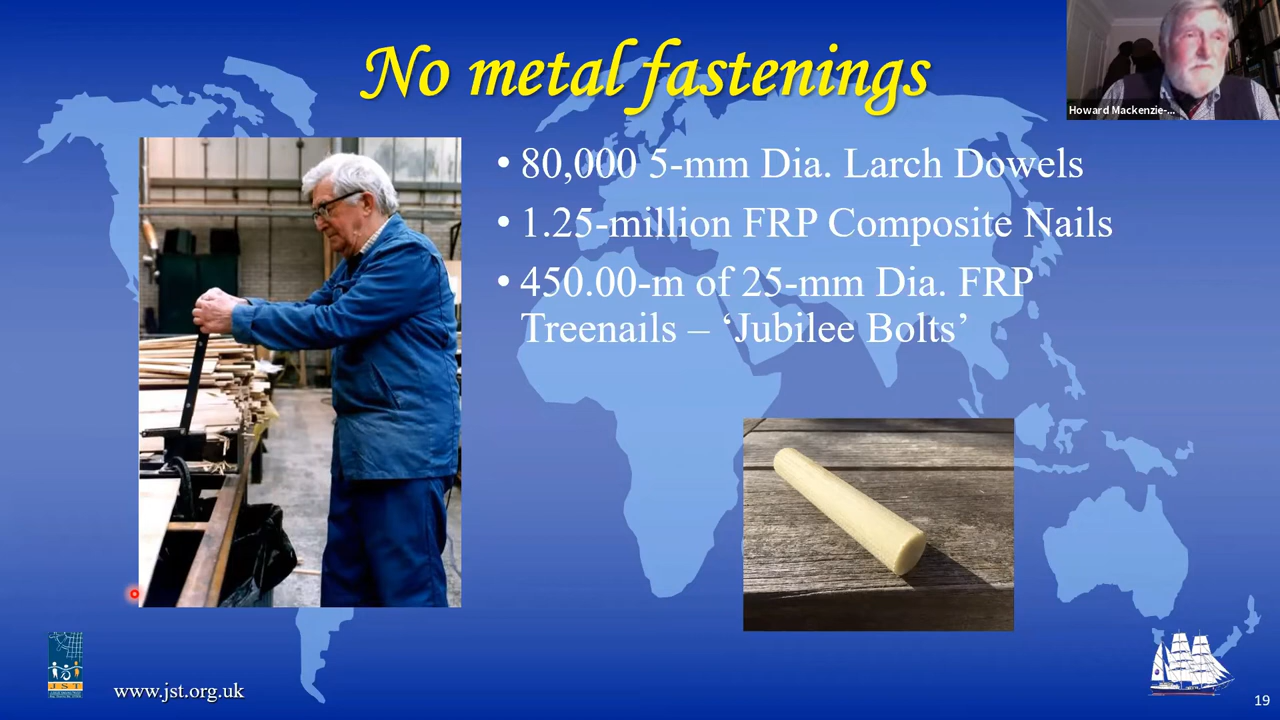 No metal fastenings
Howard Mackenzie-...
• 80,000 5-mm Dia. Larch Dowels
• 1.25-million FRP Composite Nails
• 450.00-m of 25-mm Dia. FRP
Treenails – ‘Jubilee Bolts’
JST
www.jst.org.uk
19